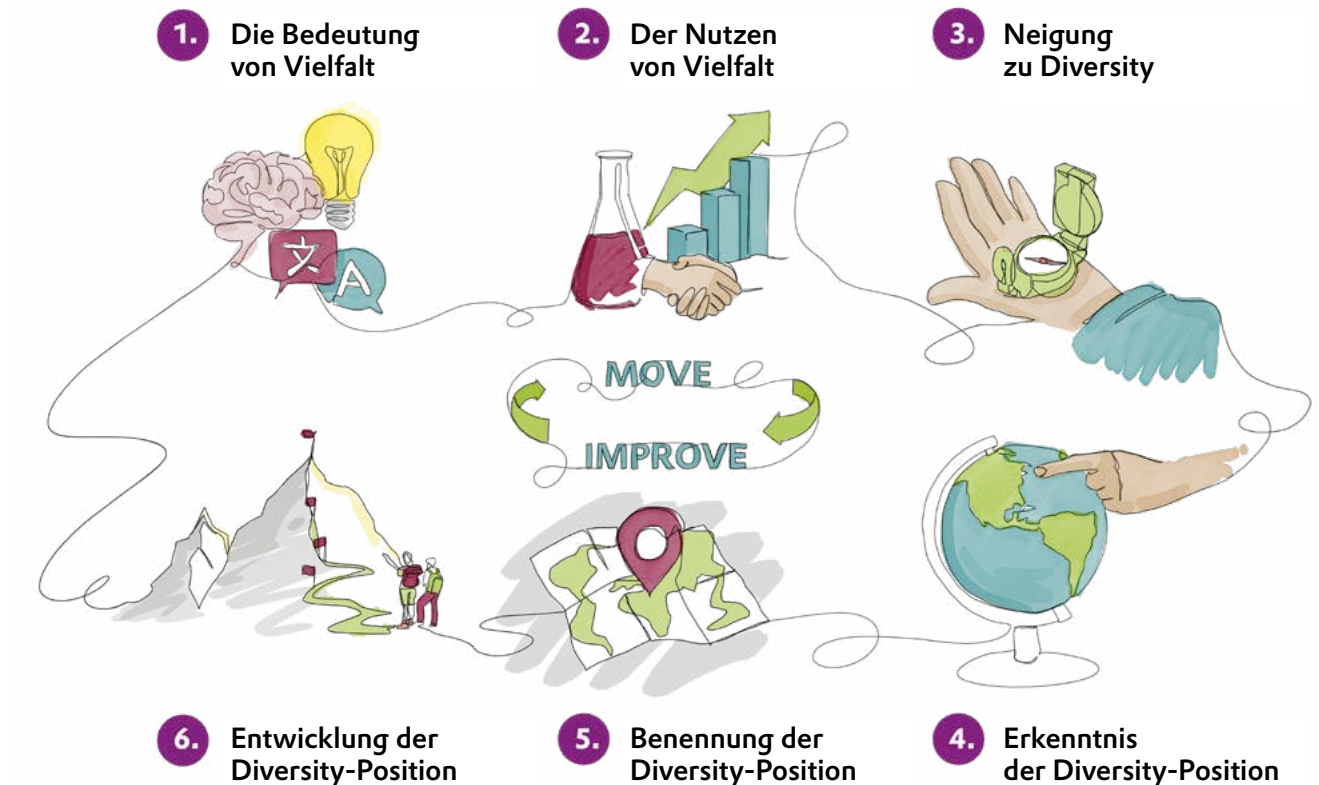 1. Die Bedeutung
von Vielfalt
2. Der Nutzen
von Vielfalt
3. Neigung
zu Diversity
文
A
MOVE
IMPROVE
6. Entwicklung der
Diversity-Position
5. Benennung der
Diversity-Position
4. Erkenntnis
der Diversity-Position